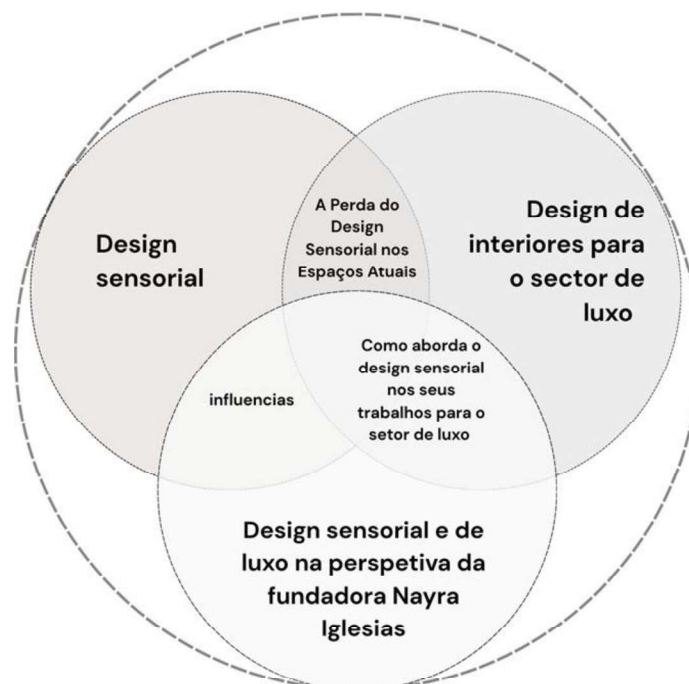 A Perda do
Design
Sensorial nos
Espaços Atuais
Design
sensorial
Design de
interiores para
o sector de
luxo
influencias
Como aborda o
design sensorial
nos seus
trabalhos para o
setor de luxo
Design sensorial e de
luxo na perspetiva da
fundadora Nayra
Iglesias